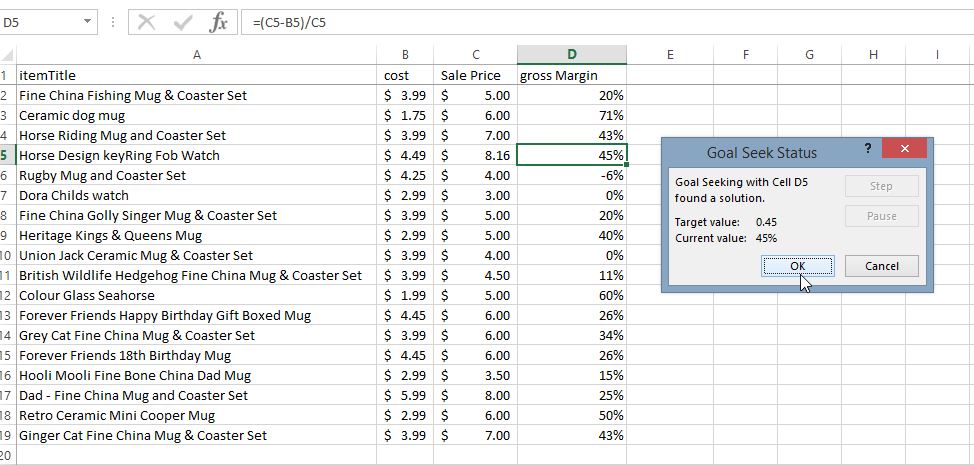 D5 fx =(C5-B5)/C5
A B C D E F G H I
1 itemTitle cost Sale Price gross Margin
2 Fine China Fishing Mug & Coaster Set $ 3.99 $ 5.00 20%
3 Ceramic dog mug $ 1.75 $ 6.00 71%
4 Horse Riding Mug and Coaster Set $ 3.99 $ 7.00 43%
5 Horse Design keyRing Fob Watch $ 4.49 $ 8.16 45%
6 Rugby Mug and Coaster Set $ 4.25 $ 4.00 -6%
7 Dora Childs watch $ 2.99 $ 3.00 0%
8 Fine China Golly Singer Mug & Coaster Set $ 3.99 $ 5.00 20%
9 Heritage Kings & Queens Mug $ 2.99 $ 5.00 40%
10 Union Jack Ceramic Mug & Coaster Set $ 3.99 $ 4.00 0%
11 British Wildlife Hedgehog Fine China Mug & Coaster Set $ 3.99 $ 4.50 11%
12 Colour Glass Seahorse $ 1.99 $ 5.00 60%
13 Forever Friends Happy Birthday Gift Boxed Mug $ 4.45 $ 6.00 26%
14 Grey Cat Fine China Mug & Coaster Set $ 3.99 $ 6.00 34%
15 Forever Friends 18th Birthday Mug $ 4.45 $ 6.00 26%
16 Hooli Mooli Fine Bone China Dad Mug $ 2.99 $ 3.50 15%
17 Dad - Fine China Mug and Coaster Set $ 5.99 $ 8.00 25%
18 Retro Ceramic Mini Cooper Mug $ 2.99 $ 6.00 50%
19 Ginger Cat Fine China Mug & Coaster Set $ 3.99 $ 7.00 43%
20
Goal Seek Status ? ×
Goal Seeking with Cell D5
found a solution.
Target value: 0.45
Current value: 45%
Step
Pause
OK Cancel